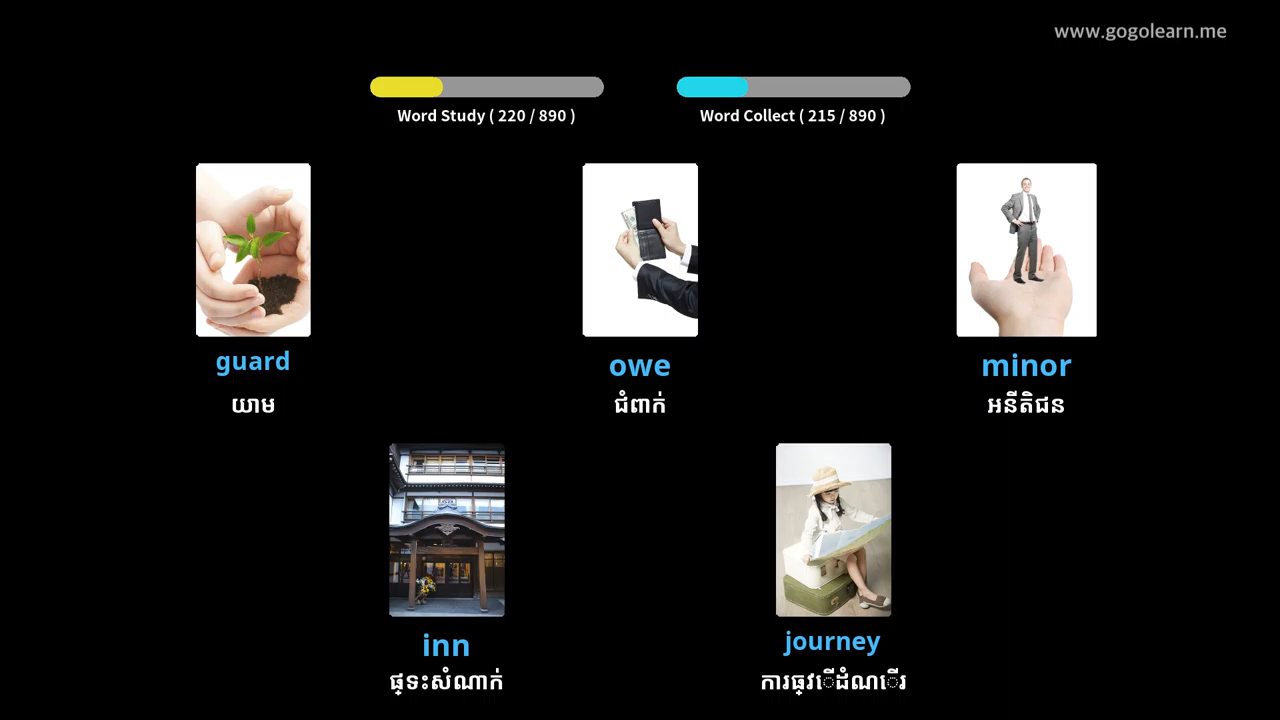 www.gogolearn.me
Word Study ( 220 / 890 )
Word Collect ( 215 / 890 )
guard
owe
minor
យាម
ជំពាក់
អនីតិជន
inn
journey
ផ្ទះសំណាក់
ការធ្វើដំណើរ